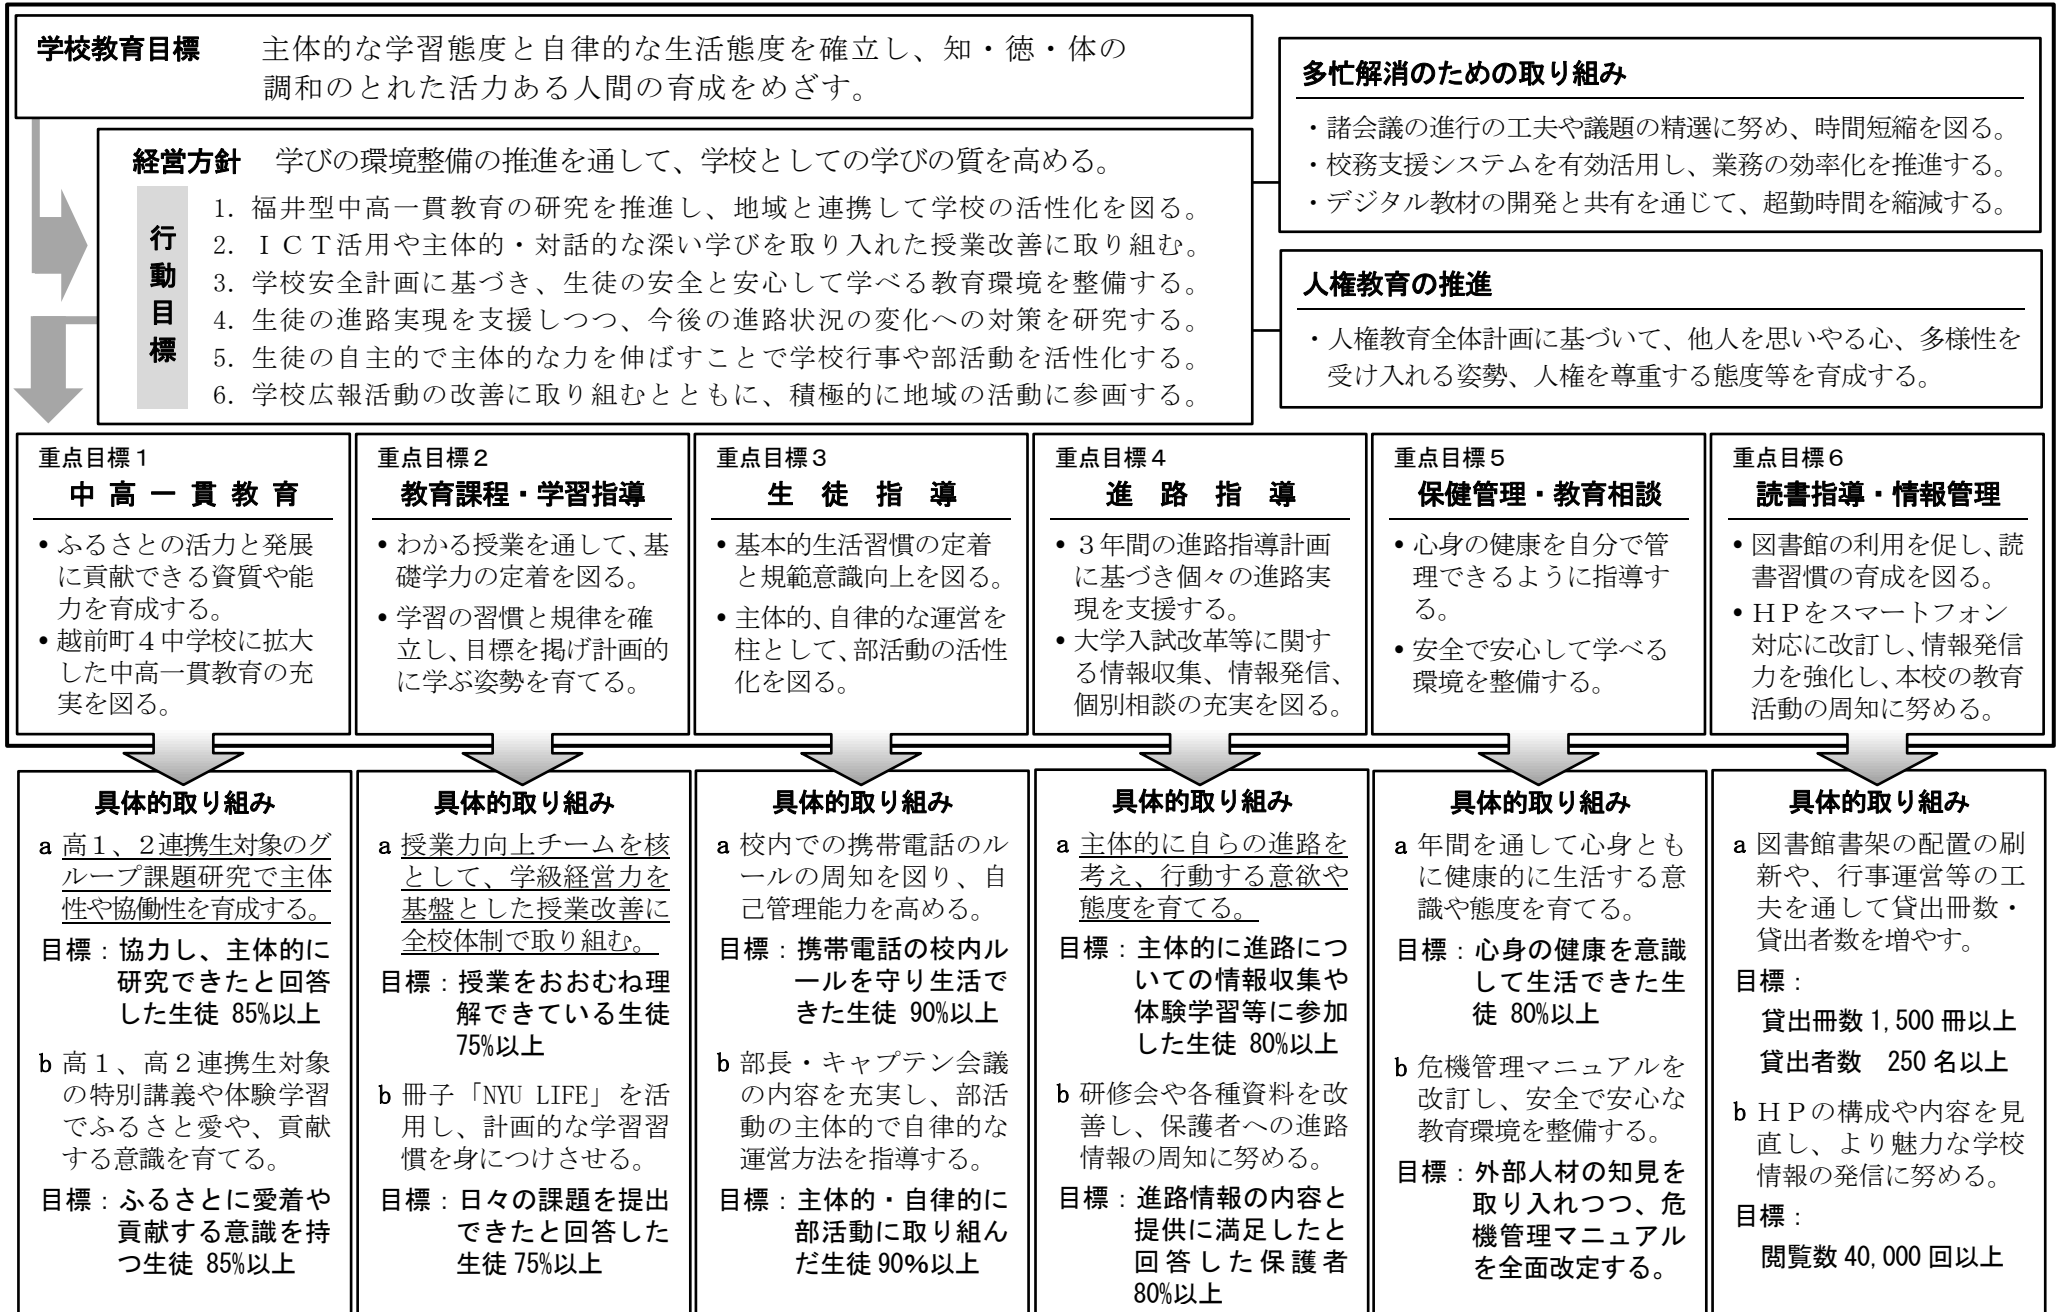 学校教育目標　主体的な学習態度と自律的な生活態度を確立し、知・徳・体の
調和のとれた活力ある人間の育成をめざす。
経営方針　学びの環境整備の推進を通して、学校としての学びの質を高める。
行動目標
1. 福井型中高一貫教育の研究を推進し、地域と連携して学校の活性化を図る。
2. ＩＣＴ活用や主体的・対話的な深い学びを取り入れた授業改善に取り組む。
3. 学校安全計画に基づき、生徒の安全と安心して学べる教育環境を整備する。
4. 生徒の進路実現を支援しつつ、今後の進路状況の変化への対策を研究する。
5. 生徒の自主的で主体的な力を伸ばすことで学校行事や部活動を活性化する。
6. 学校広報活動の改善に取り組むとともに、積極的に地域の活動に参画する。
多忙解消のための取り組み
・諸会議の進行の工夫や議題の精選に努め、時間短縮を図る。
・校務支援システムを有効活用し、業務の効率化を推進する。
・デジタル教材の開発と共有を通じて、超勤時間を縮減する。
人権教育の推進
・人権教育全体計画に基づいて、他人を思いやる心、多様性を
受け入れる姿勢、人権を尊重する態度等を育成する。
重点目標１
中高一貫教育
•ふるさとの活力と発展
に貢献できる資質や能
力を育成する。
•越前町４中学校に拡大
した中高一貫教育の充
実を図る。
重点目標２
教育課程・学習指導
•わかる授業を通して、基
礎学力の定着を図る。
•学習の習慣と規律を確
立し、目標を掲げ計画的
に学ぶ姿勢を育てる。
重点目標３
生徒指導
•基本的生活習慣の定着
と規範意識向上を図る。
•主体的、自律的な運営を
柱として、部活動の活性
化を図る。
重点目標４
進路指導
•３年間の進路指導計画
に基づき個々の進路実
現を支援する。
•大学入試改革等に関す
る情報収集、情報発信、
個別相談の充実を図る。
重点目標５
保健管理・教育相談
•心身の健康を自分で管
理できるように指導す
る。
•安全で安心して学べる
環境を整備する。
重点目標６
読書指導・情報管理
•図書館の利用を促し、読
書習慣の育成を図る。
•ＨＰをスマートフォン
対応に改訂し、情報発信
力を強化し、本校の教育
活動の周知に努める。
具体的取り組み
a 高１、２連携生対象のグ
ループ課題研究で主体
性や協働性を育成する。
目標：協力し、主体的に
研究できたと回答
した生徒 85%以上
b 高１、高２連携生対象
の特別講義や体験学習
でふるさと愛や、貢献
する意識を育てる。
目標：ふるさとに愛着や
貢献する意識を持
つ生徒 85%以上
具体的取り組み
a 授業力向上チームを核
として、学級経営力を
基盤とした授業改善に
全校体制で取り組む。
目標：授業をおおむね理
解できている生徒
75%以上
b 冊子「NYU LIFE」を活
用し、計画的な学習習
慣を身につけさせる。
目標：日々の課題を提出
できたと回答した
生徒 75%以上
具体的取り組み
a 校内での携帯電話のル
ールの周知を図り、自
己管理能力を高める。
目標：携帯電話の校内ル
ールを守り生活で
きた生徒 90%以上
b 部長・キャプテン会議
の内容を充実し、部活
動の主体的で自律的な
運営方法を指導する。
目標：主体的・自律的に
部活動に取り組ん
だ生徒 90%以上
具体的取り組み
a 主体的に自らの進路を
考え、行動する意欲や
態度を育てる。
目標：主体的に進路につ
いての情報収集や
体験学習等に参加
した生徒 80%以上
b 研修会や各種資料を改
善し、保護者への進路
情報の周知に努める。
目標：進路情報の内容と
提供に満足したと
回答した保護者
80%以上
具体的取り組み
a 年間を通して心身とも
に健康的に生活する意
識や態度を育てる。
目標：心身の健康を意識
して生活できた生
徒 80%以上
b 危機管理マニュアルを
改訂し、安全で安心な
教育環境を整備する。
目標：外部人材の知見を
取り入れつつ、危
機管理マニュアル
を全面改定する。
具体的取り組み
a 図書館書架の配置の刷
新や、行事運営等の工
夫を通して貸出冊数・
貸出者数を増やす。
目標：
貸出冊数 1,500 冊以上
貸出者数　250 名以上
b ＨＰの構成や内容を見
直し、より魅力な学校
情報の発信に努める。
目標：
閲覧数 40,000 回以上